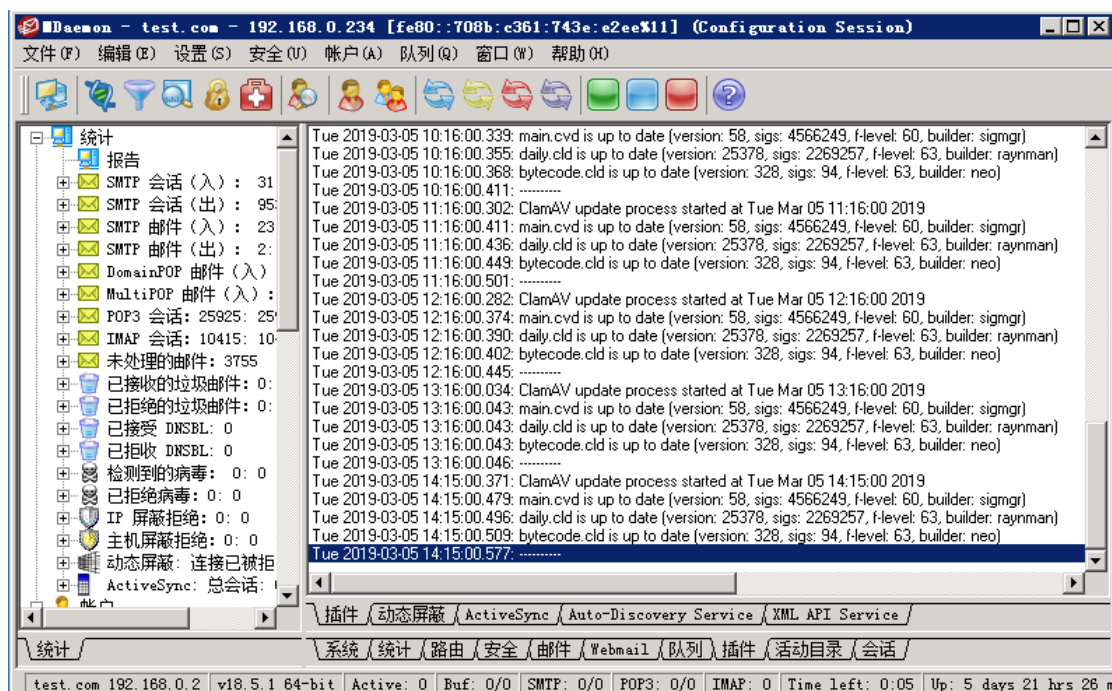 MDaemon - test.com - 192.168.0.234 [fe80::708b:c361:743e:e2ee%11] (Configuration Session)
文件(F) 编辑(E) 设置(S) 安全(U) 帐户(A) 队列(Q) 窗口(W) 帮助(H)
统计
报告
SMTP 会话(入): 31
SMTP 会话(出): 95
SMTP 邮件(入): 23
SMTP 邮件(出): 2:
DomainPOP 邮件(入)
MultiPOP 邮件(入):
POP3 会话: 25925: 25
IMAP 会话: 10415: 10
未处理的邮件: 3755
已接收的垃圾邮件: 0:
已拒绝的垃圾邮件: 0:
已接受 DNSBL: 0
已拒收 DNSBL: 0
检测到的病毒: 0: 0
已拒绝病毒: 0: 0
IP 屏蔽拒绝: 0: 0
主机屏蔽拒绝: 0: 0
动态屏蔽: 连接已被拒
ActiveSync: 总会话:
帐户
统计
Tue 2019-03-05 10:16:00.339: main.cvd is up to date (version: 58, sigs: 4566249, f-level: 60, builder: sigmgr)
Tue 2019-03-05 10:16:00.355: daily.cld is up to date (version: 25378, sigs: 2269257, f-level: 63, builder: raynman)
Tue 2019-03-05 10:16:00.368: bytecode.cld is up to date (version: 328, sigs: 94, f-level: 63, builder: neo)
Tue 2019-03-05 10:16:00.411: ----------
Tue 2019-03-05 11:16:00.302: ClamAV update process started at Tue Mar 05 11:16:00 2019
Tue 2019-03-05 11:16:00.411: main.cvd is up to date (version: 58, sigs: 4566249, f-level: 60, builder: sigmgr)
Tue 2019-03-05 11:16:00.436: daily.cld is up to date (version: 25378, sigs: 2269257, f-level: 63, builder: raynman)
Tue 2019-03-05 11:16:00.449: bytecode.cld is up to date (version: 328, sigs: 94, f-level: 63, builder: neo)
Tue 2019-03-05 11:16:00.501: ----------
Tue 2019-03-05 12:16:00.282: ClamAV update process started at Tue Mar 05 12:16:00 2019
Tue 2019-03-05 12:16:00.374: main.cvd is up to date (version: 58, sigs: 4566249, f-level: 60, builder: sigmgr)
Tue 2019-03-05 12:16:00.390: daily.cld is up to date (version: 25378, sigs: 2269257, f-level: 63, builder: raynman)
Tue 2019-03-05 12:16:00.402: bytecode.cld is up to date (version: 328, sigs: 94, f-level: 63, builder: neo)
Tue 2019-03-05 12:16:00.445: ----------
Tue 2019-03-05 13:16:00.034: ClamAV update process started at Tue Mar 05 13:16:00 2019
Tue 2019-03-05 13:16:00.043: main.cvd is up to date (version: 58, sigs: 4566249, f-level: 60, builder: sigmgr)
Tue 2019-03-05 13:16:00.043: daily.cld is up to date (version: 25378, sigs: 2269257, f-level: 63, builder: raynman)
Tue 2019-03-05 13:16:00.043: bytecode.cld is up to date (version: 328, sigs: 94, f-level: 63, builder: neo)
Tue 2019-03-05 13:16:00.046: ----------
Tue 2019-03-05 14:15:00.371: ClamAV update process started at Tue Mar 05 14:15:00 2019
Tue 2019-03-05 14:15:00.479: main.cvd is up to date (version: 58, sigs: 4566249, f-level: 60, builder: sigmgr)
Tue 2019-03-05 14:15:00.496: daily.cld is up to date (version: 25378, sigs: 2269257, f-level: 63, builder: raynman)
Tue 2019-03-05 14:15:00.509: bytecode.cld is up to date (version: 328, sigs: 94, f-level: 63, builder: neo)
Tue 2019-03-05 14:15:00.577: ----------
插件 动态屏蔽 ActiveSync Auto-Discovery Service XML API Service
系统 统计 路由 安全 邮件 Webmail 队列 插件 活动目录 会话
test.com 192.168.0.2 v18.5.1 64-bit Active: 0 Buf: 0/0 SMTP: 0/0 POP3: 0/0 IMAP: 0 Time left: 0:05 Up: 5 days 21 hrs 26 m